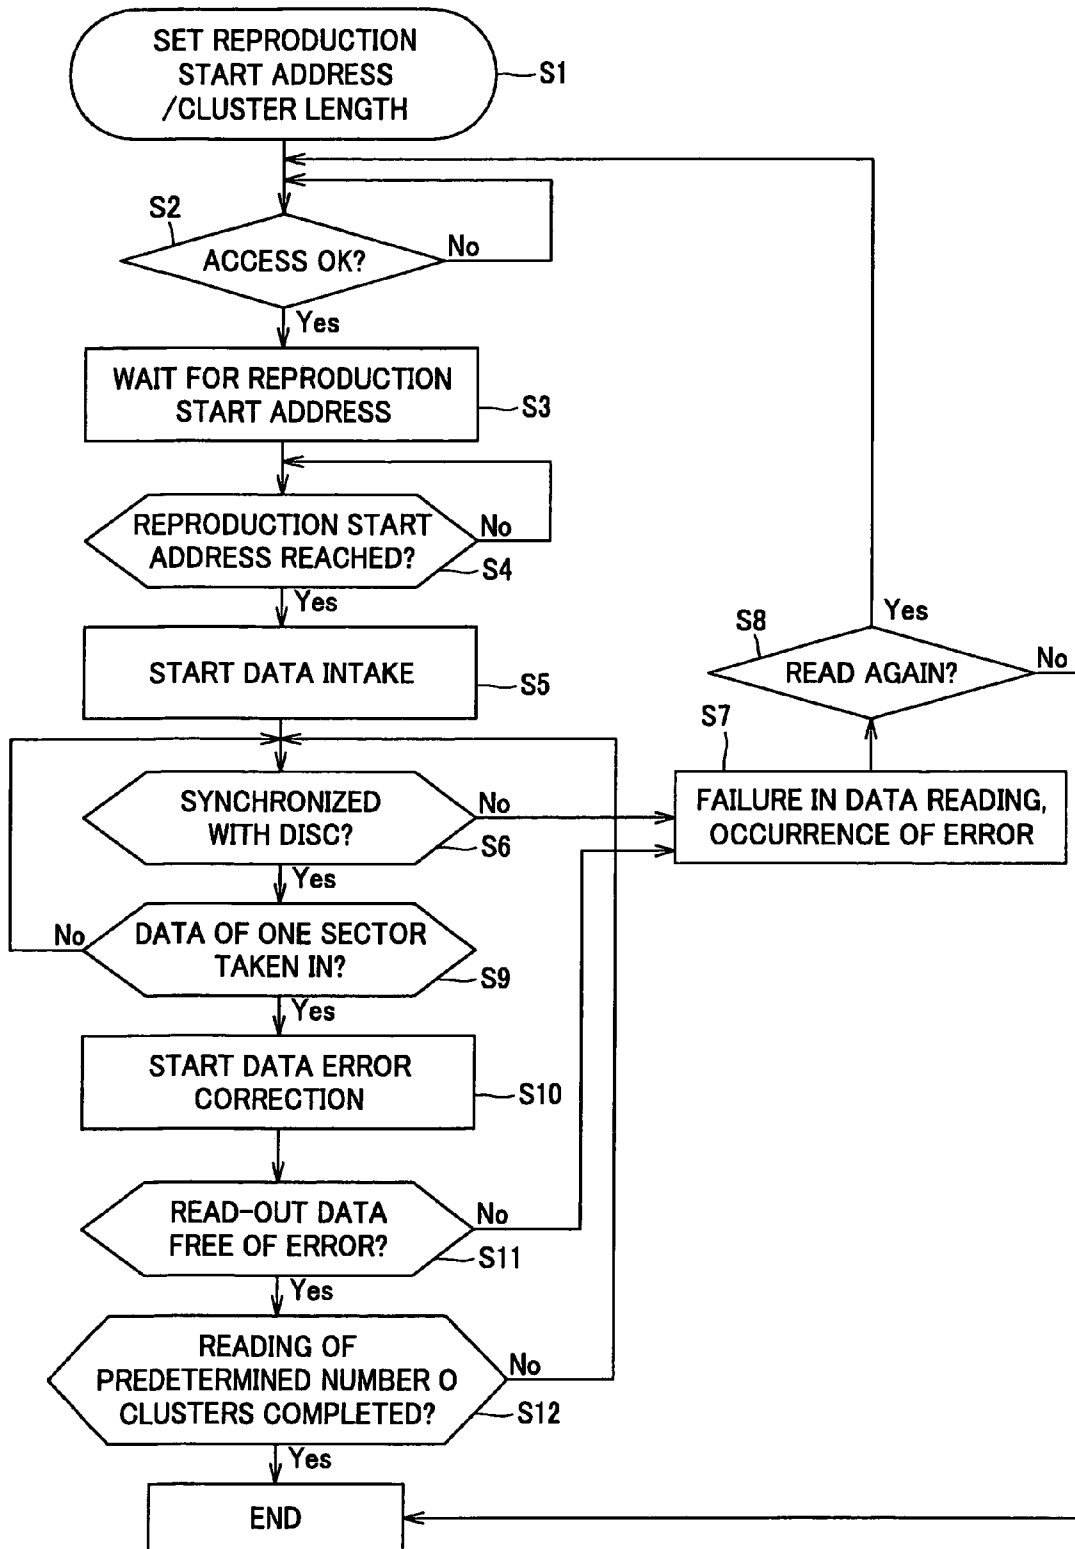 SET REPRODUCTION
START ADDRESS
/CLUSTER LENGTH
S1
S2
ACCESS OK?
No
Yes
WAIT FOR REPRODUCTION
START ADDRESS
S3
REPRODUCTION START
ADDRESS REACHED?
No
S4
Yes
START DATA INTAKE
S5
S8
Yes
READ AGAIN?
No
S7
FAILURE IN DATA READING,
OCCURRENCE OF ERROR
SYNCHRONIZED
WITH DISC?
No
S6
Yes
No
DATA OF ONE SECTOR
TAKEN IN?
S9
Yes
START DATA ERROR
CORRECTION
S10
READ-OUT DATA
FREE OF ERROR?
No
S11
Yes
READING OF
PREDETERMINED NUMBER O
CLUSTERS COMPLETED?
No
S12
Yes
END